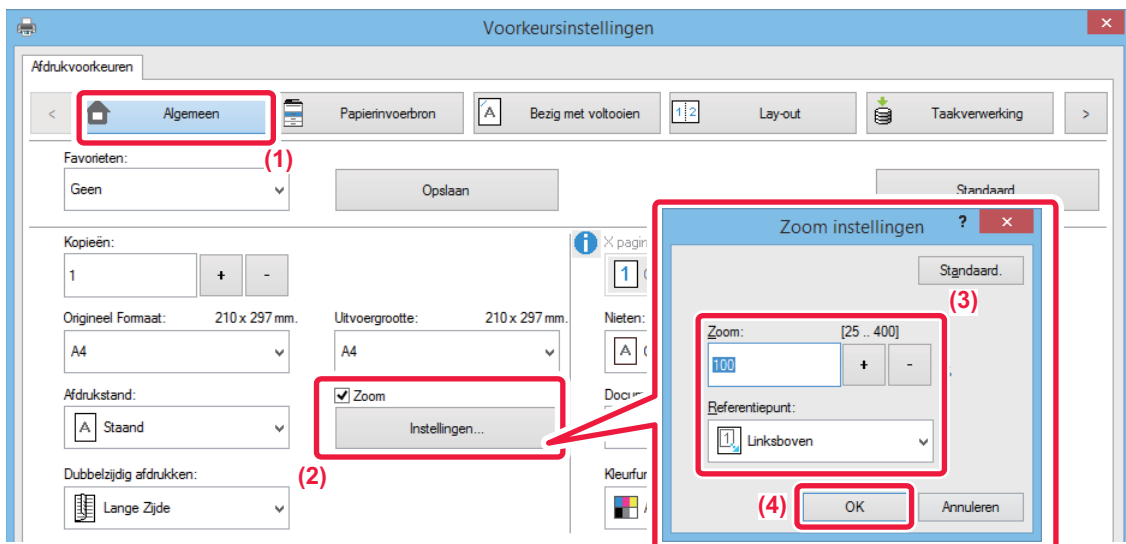 Voorkeursinstellingen
Afdrukvoorkeuren
< Algemeen Papierinvoerbron Bezig met voltooien Lay-out Taakverwerking >
(1)
Favorieten:
Geen Opslaan Standaard
Kopieën: X pagin
1 + -
Origineel Formaat: 210 x 297 mm. Uitvoergrootte: 210 x 297 mm. Nieten:
A4 A4
Afdrukstand: Zoom
Staand Instellingen...
(2)
Dubbelzijdig afdrukken: Kleurfun
Lange Zijde
Zoom instellingen ?
Standaard.
(3)
Zoom: [25 .. 400]
100 + -
Referentiepunt:
Linksboven
(4) OK Annuleren